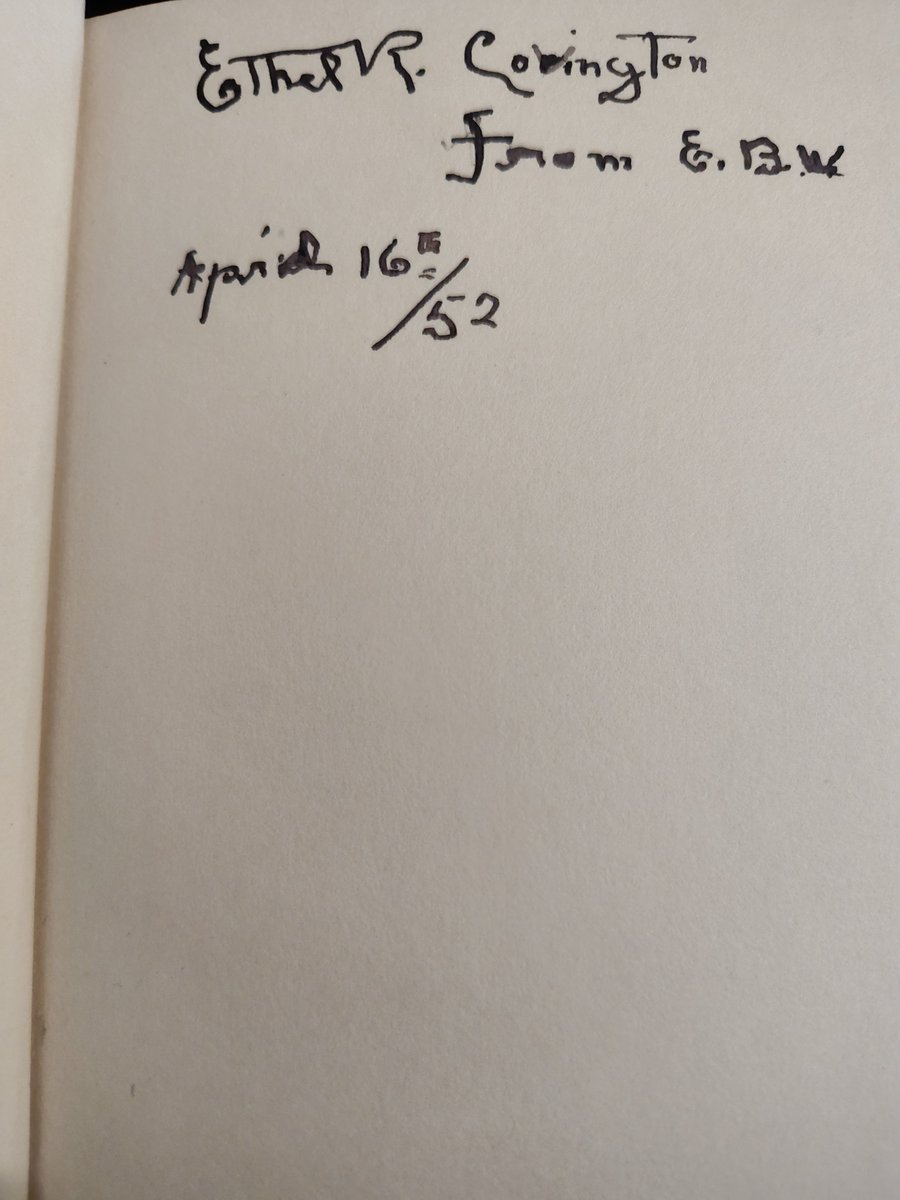 Ethel R. Covington
From E. B. W.
April 16th/52